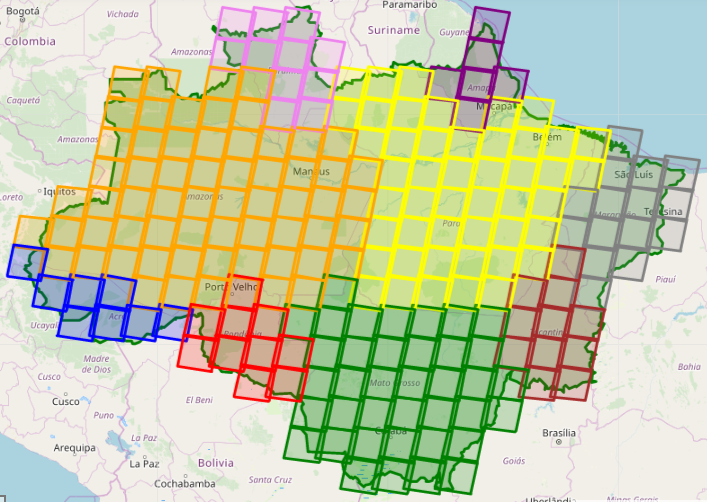 Bogotá
Paramaribo
Vichada
Colombia
Suriname
Guyane
Amazonas
Caquetá
Amapá
Macapá
Amazonas
Belém
Manaus
São Luís
Iquitos
Amazonas
Maranhão
Teresina
Loreto
Pará
Piauí
Porto Velho
Ucayali
Acre
Rondônia
Tocantins
Madre
de Dios
Bahia
Cusco
El Beni
Mato Grosso
Cusco
Puno
Cuiabá
Brasília
Arequipa
La Paz
La Paz
Bolivia
Goiás
Santa Cruz
Cochabamba
Uberlândi
Minas Gerais